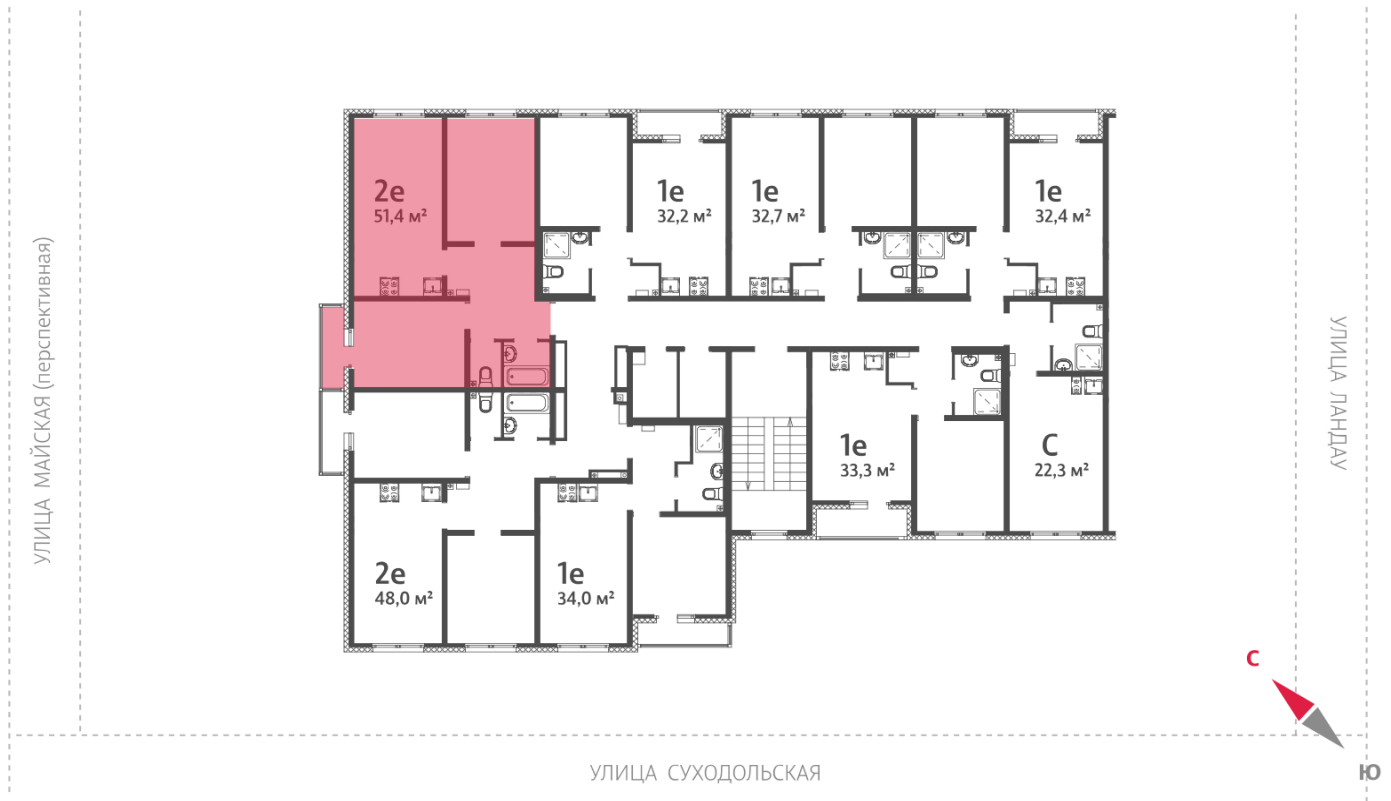 2е
51,4 м²
1е
32,2 м²
1е
32,7 м²
1е
32,4 м²
УЛИЦА МАЙСКАЯ (перспективная)
УЛИЦА ЛАНДАУ
1е
33,3 м²
С
22,3 м²
2е
48,0 м²
1е
34,0 м²
С
Ю
УЛИЦА СУХОДОЛЬСКАЯ